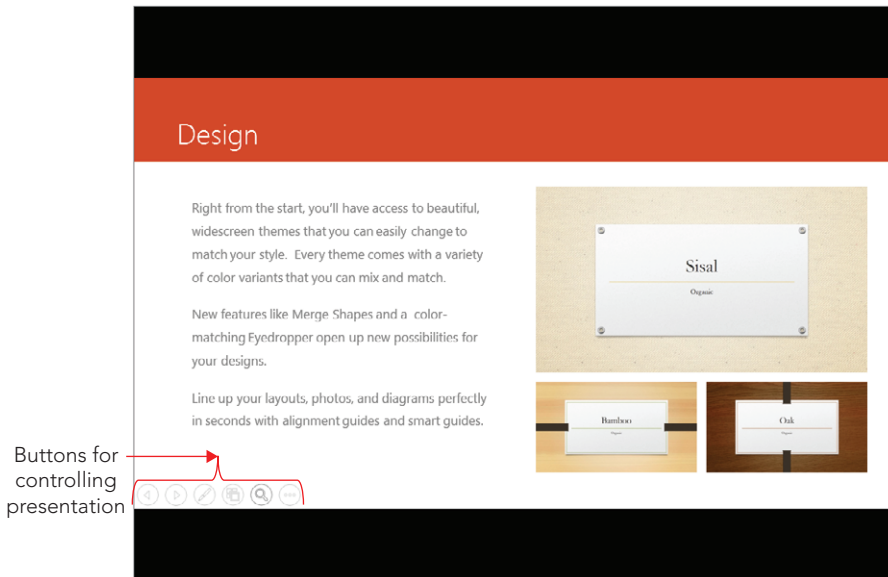 Design
Right from the start, you'll have access to beautiful,
widescreen themes that you can easily change to
match your style. Every theme comes with a variety
of color variants that you can mix and match.
New features like Merge Shapes and a color-
matching Eyedropper open up new possibilities for
your designs.
Line up your layouts, photos, and diagrams perfectly
in seconds with alignment guides and smart guides.
Sisal
Organic
Bamboo
Organic
Oak
Organic
Buttons for
controlling
presentation